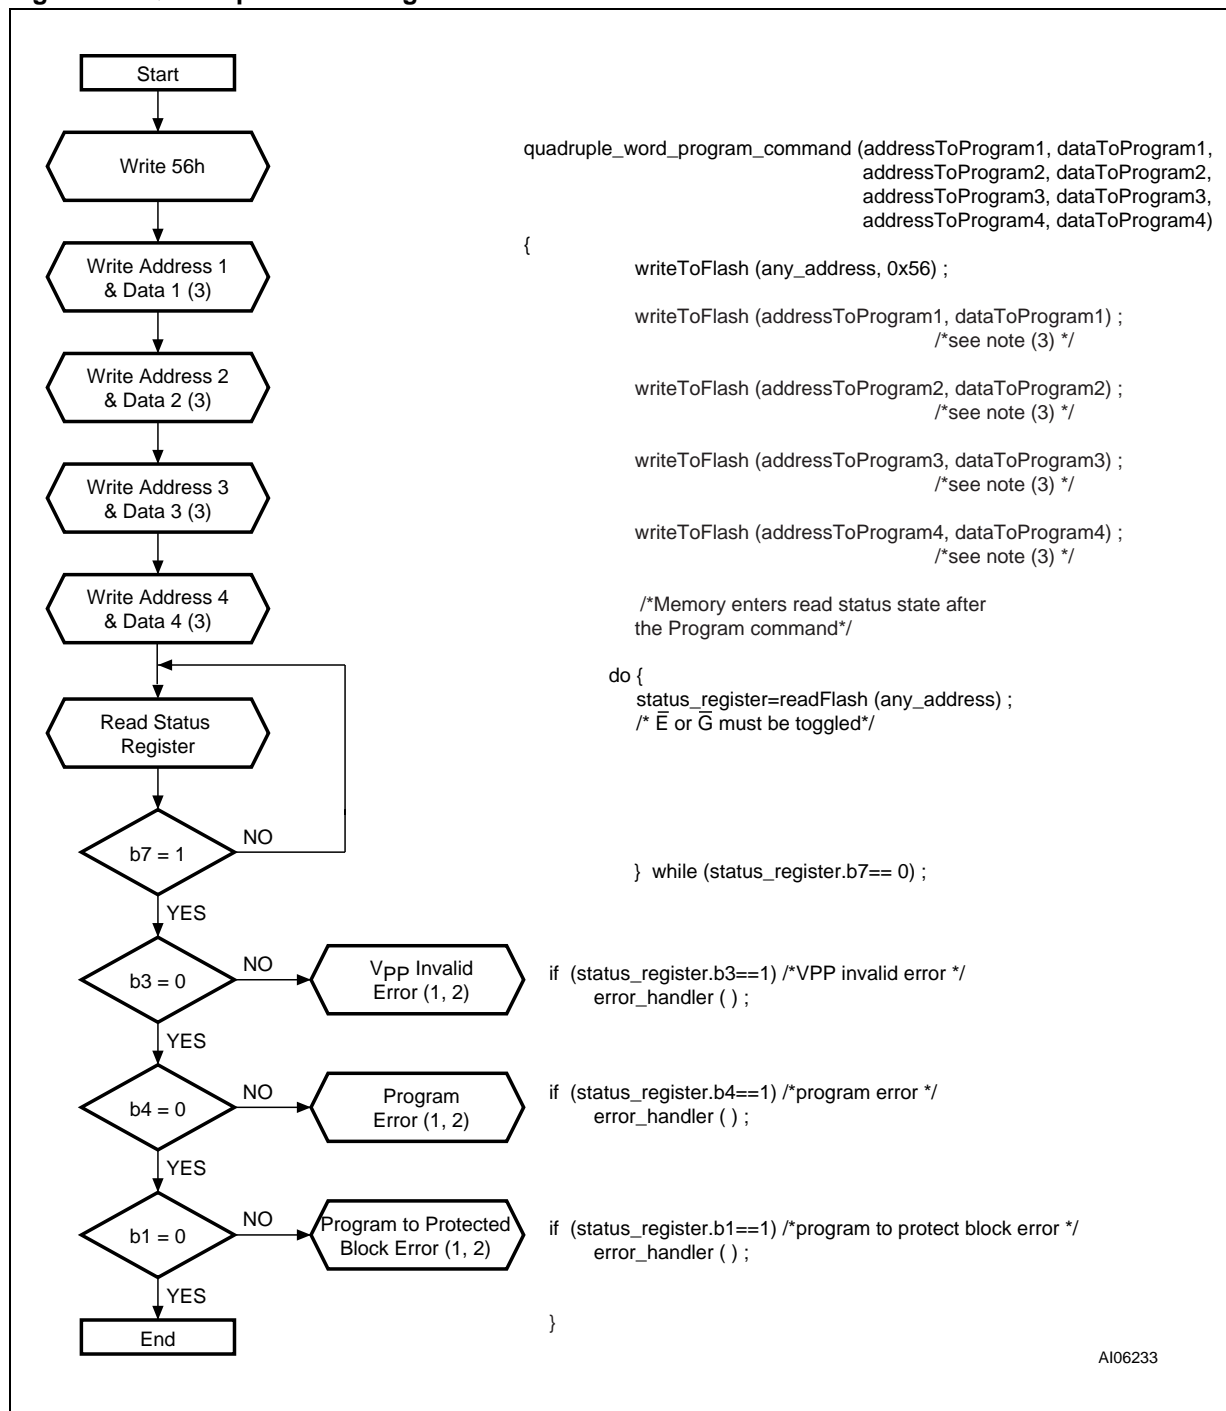 Start
Write 56h
Write Address 1
& Data 1 (3)
Write Address 2
& Data 2 (3)
Write Address 3
& Data 3 (3)
Write Address 4
& Data 4 (3)
Read Status
Register
b7 = 1
NO
YES
b3 = 0
NO
VPP Invalid
Error (1, 2)
YES
b4 = 0
NO
Program
Error (1, 2)
YES
b1 = 0
NO
Program to Protected
Block Error (1, 2)
YES
End
quadruple_word_program_command (addressToProgram1, dataToProgram1,
addressToProgram2, dataToProgram2,
addressToProgram3, dataToProgram3,
addressToProgram4, dataToProgram4)
{
writeToFlash (any_address, 0x56) ;
writeToFlash (addressToProgram1, dataToProgram1) ;
/*see note (3) */
writeToFlash (addressToProgram2, dataToProgram2) ;
/*see note (3) */
writeToFlash (addressToProgram3, dataToProgram3) ;
/*see note (3) */
writeToFlash (addressToProgram4, dataToProgram4) ;
/*see note (3) */
/*Memory enters read status state after
the Program command*/
do {
status_register=readFlash (any_address) ;
/* E̅ or G̅ must be toggled*/
} while (status_register.b7== 0) ;
if (status_register.b3==1) /*VPP invalid error */
error_handler ( ) ;
if (status_register.b4==1) /*program error */
error_handler ( ) ;
if (status_register.b1==1) /*program to protect block error */
error_handler ( ) ;
}
AI06233